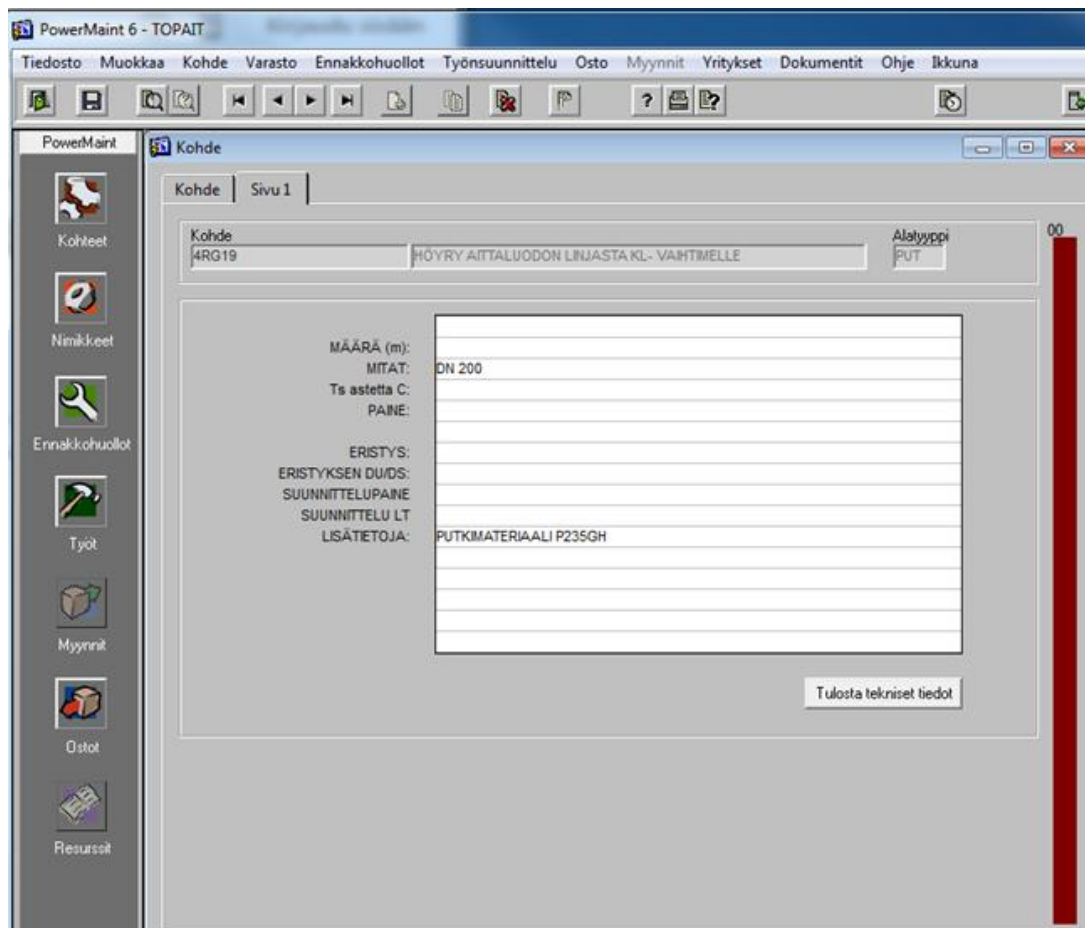 PowerMaint 6 - TOPAIT
Tiedosto Muokkaa Kohde Varasto Ennakkohuollot Työnsuunnittelu Osto Myynnit Yritykset Dokumentit Ohje Ikkuna
PowerMaint
Kohteet
Nimikkeet
Ennakkohuollot
Työt
Myynnit
Ostot
Resurssit
Kohde
Kohde Sivu 1
00
Kohde Alatyyppi
4RG19 HÖYRY AITTALUODON LINJASTA KL- VAIHTIMELLE PUT
MÄÄRÄ (m):
MITAT: DN 200
Ts astetta C:
PAINE:
ERISTYS:
ERISTYKSEN DU/DS:
SUUNNITTELUPAINE
SUUNNITTELU LT
LISÄTIETOJA: PUTKIMATERIAALI P235GH
Tulosta tekniset tiedot